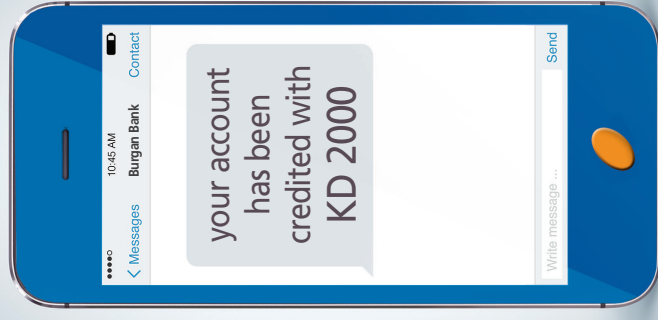 10:45 AM
Messages Burgan Bank Contact
your account
has been
credited with
KD 2000
Write message ... Send